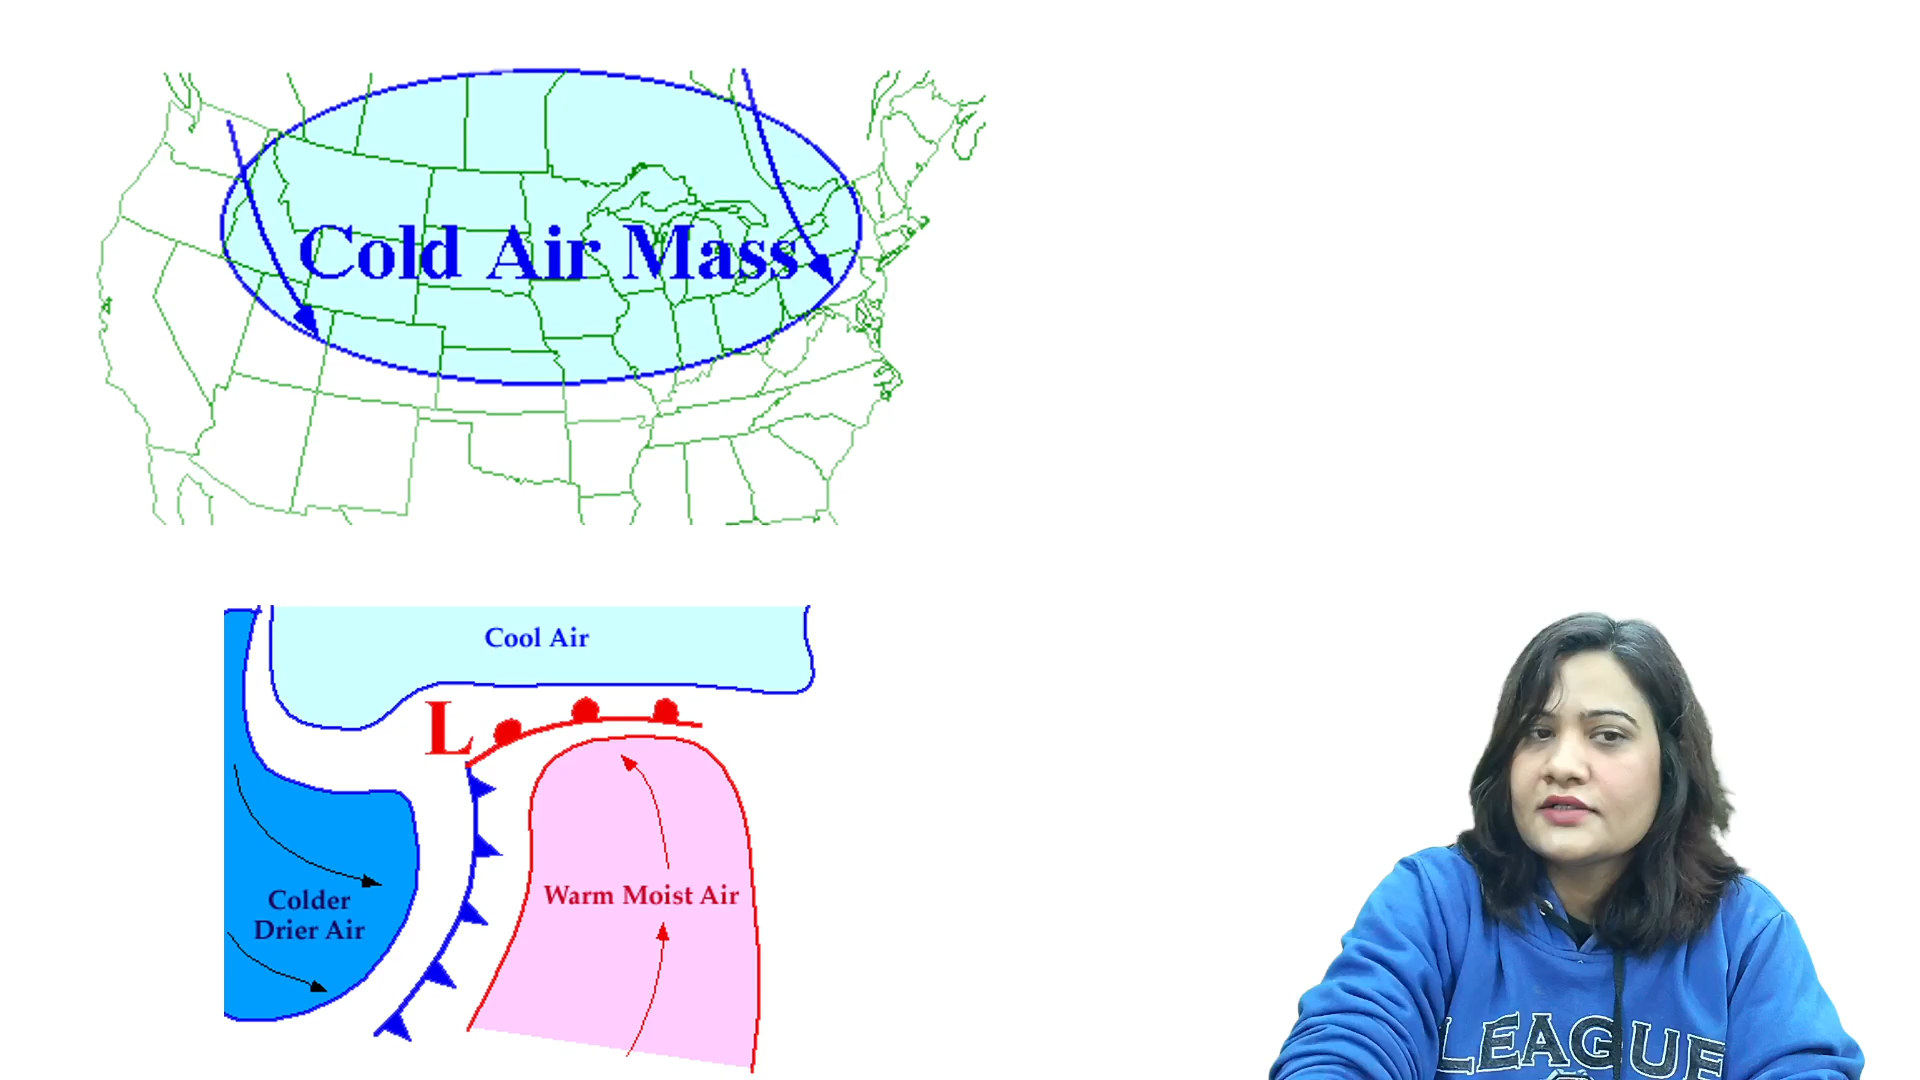 Cold Air Mass
Cool Air
L
Warm Moist Air
Colder
Drier Air
LEAGUE